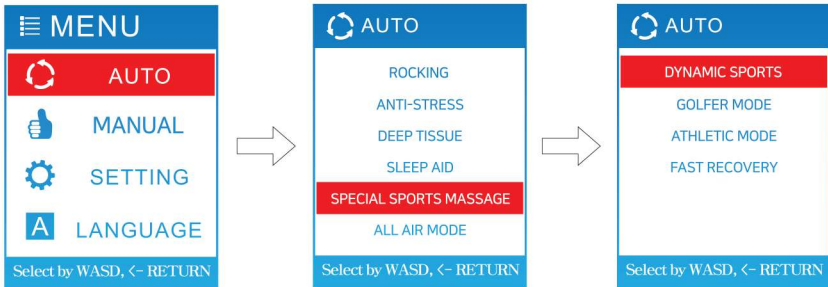 MENU
AUTO
MANUAL
SETTING
A LANGUAGE
Select by WASD, <- RETURN
AUTO
ROCKING
ANTI-STRESS
DEEP TISSUE
SLEEP AID
SPECIAL SPORTS MASSAGE
ALL AIR MODE
Select by WASD, <- RETURN
AUTO
DYNAMIC SPORTS
GOLFER MODE
ATHLETIC MODE
FAST RECOVERY
Select by WASD, <- RETURN